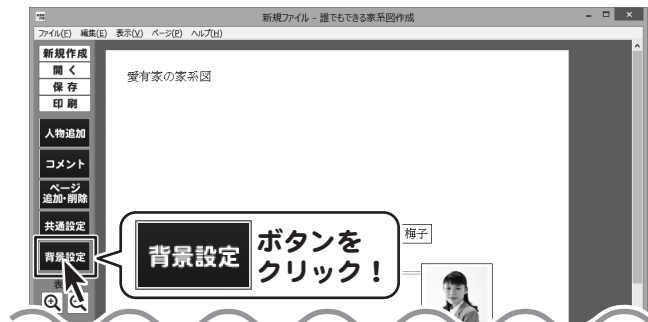 新規ファイル - 誰でもできる家系図作成
ファイル(F) 編集(E) 表示(V) ページ(P) ヘルプ(H)
新規作成
開く
保存
印刷
人物追加
コメント
ページ
追加・削除
共通設定
背景設定
表
愛有家の家系図
梅子
背景設定
ボタンを
クリック！